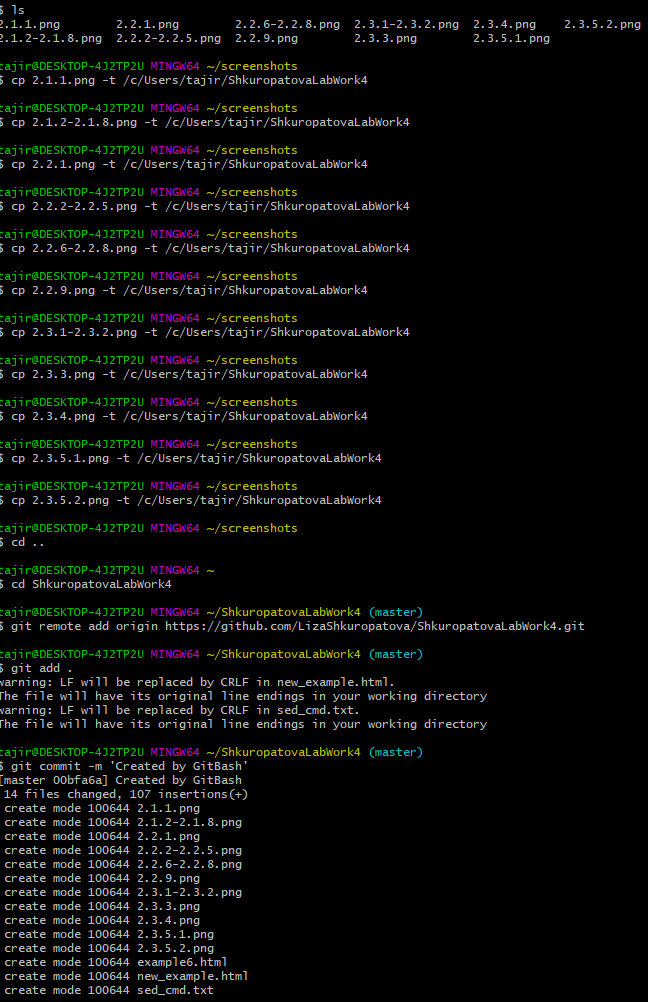 $ ls
2.1.1.png        2.2.1.png        2.2.6-2.2.8.png  2.3.1-2.3.2.png  2.3.4.png    2.3.5.2.png
2.1.2-2.1.8.png  2.2.2-2.2.5.png  2.2.9.png        2.3.3.png        2.3.5.1.png
tajir@DESKTOP-4J2TP2U MINGW64 ~/screenshots
$ cp 2.1.1.png -t /c/Users/tajir/ShkuropatovaLabWork4
tajir@DESKTOP-4J2TP2U MINGW64 ~/screenshots
$ cp 2.1.2-2.1.8.png -t /c/Users/tajir/ShkuropatovaLabWork4
tajir@DESKTOP-4J2TP2U MINGW64 ~/screenshots
$ cp 2.2.1.png -t /c/Users/tajir/ShkuropatovaLabWork4
tajir@DESKTOP-4J2TP2U MINGW64 ~/screenshots
$ cp 2.2.2-2.2.5.png -t /c/Users/tajir/ShkuropatovaLabWork4
tajir@DESKTOP-4J2TP2U MINGW64 ~/screenshots
$ cp 2.2.6-2.2.8.png -t /c/Users/tajir/ShkuropatovaLabWork4
tajir@DESKTOP-4J2TP2U MINGW64 ~/screenshots
$ cp 2.2.9.png -t /c/Users/tajir/ShkuropatovaLabWork4
tajir@DESKTOP-4J2TP2U MINGW64 ~/screenshots
$ cp 2.3.1-2.3.2.png -t /c/Users/tajir/ShkuropatovaLabWork4
tajir@DESKTOP-4J2TP2U MINGW64 ~/screenshots
$ cp 2.3.3.png -t /c/Users/tajir/ShkuropatovaLabWork4
tajir@DESKTOP-4J2TP2U MINGW64 ~/screenshots
$ cp 2.3.4.png -t /c/Users/tajir/ShkuropatovaLabWork4
tajir@DESKTOP-4J2TP2U MINGW64 ~/screenshots
$ cp 2.3.5.1.png -t /c/Users/tajir/ShkuropatovaLabWork4
tajir@DESKTOP-4J2TP2U MINGW64 ~/screenshots
$ cp 2.3.5.2.png -t /c/Users/tajir/ShkuropatovaLabWork4
tajir@DESKTOP-4J2TP2U MINGW64 ~/screenshots
$ cd ..
tajir@DESKTOP-4J2TP2U MINGW64 ~
$ cd ShkuropatovaLabWork4
tajir@DESKTOP-4J2TP2U MINGW64 ~/ShkuropatovaLabWork4 (master)
$ git remote add origin https://github.com/LizaShkuropatova/ShkuropatovaLabWork4.git
tajir@DESKTOP-4J2TP2U MINGW64 ~/ShkuropatovaLabWork4 (master)
$ git add .
warning: LF will be replaced by CRLF in new_example.html.
The file will have its original line endings in your working directory
warning: LF will be replaced by CRLF in sed_cmd.txt.
The file will have its original line endings in your working directory
tajir@DESKTOP-4J2TP2U MINGW64 ~/ShkuropatovaLabWork4 (master)
$ git commit -m 'Created by GitBash'
[master 00bfa6a] Created by GitBash
14 files changed, 107 insertions(+)
create mode 100644 2.1.1.png
create mode 100644 2.1.2-2.1.8.png
create mode 100644 2.2.1.png
create mode 100644 2.2.2-2.2.5.png
create mode 100644 2.2.6-2.2.8.png
create mode 100644 2.2.9.png
create mode 100644 2.3.1-2.3.2.png
create mode 100644 2.3.3.png
create mode 100644 2.3.4.png
create mode 100644 2.3.5.1.png
create mode 100644 2.3.5.2.png
create mode 100644 example6.html
create mode 100644 new_example.html
create mode 100644 sed_cmd.txt